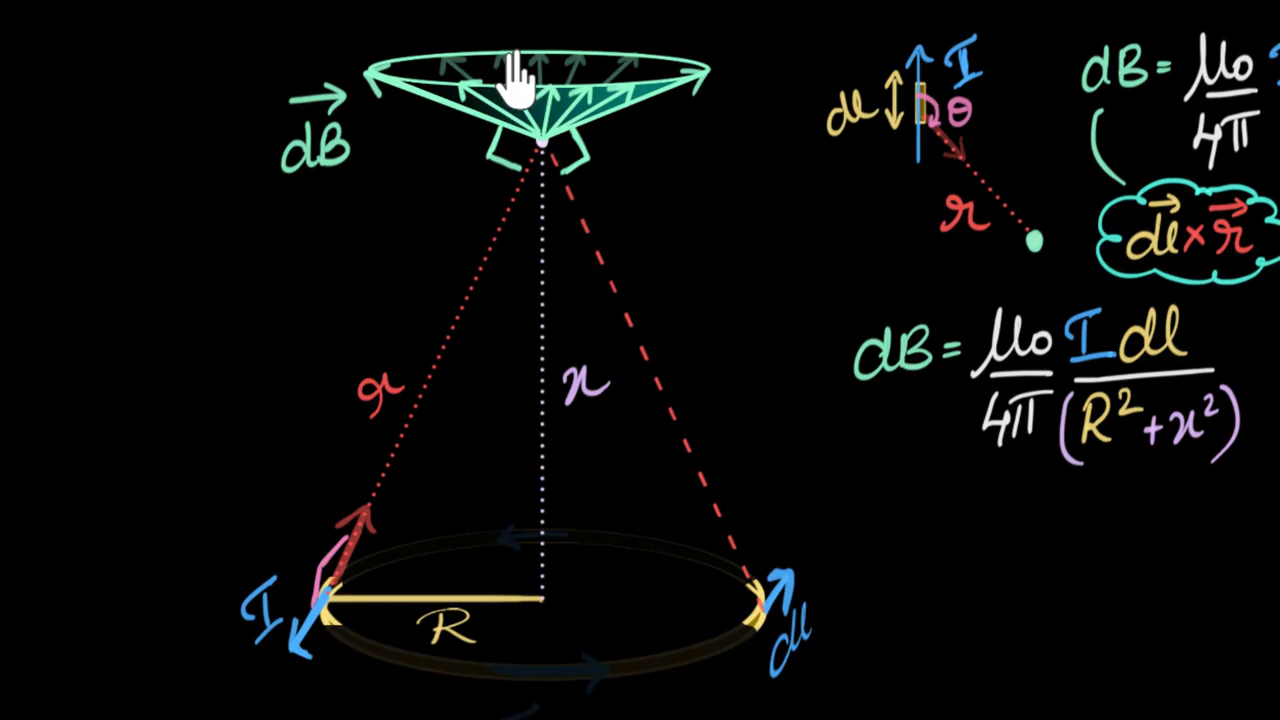 dB
r
x
I
R
dl
I
dl
θ
r
dB = μ₀
4π
dl × r
dB = μ₀ I dl
4π (R² + x²)